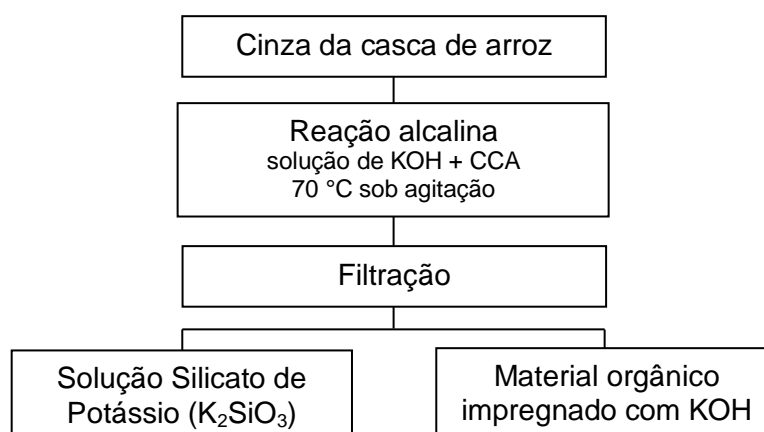 Cinza da casca de arroz
Reação alcalina
solução de KOH + CCA
70 °C sob agitação
Filtração
Solução Silicato de
Potássio (K₂SiO₃)
Material orgânico
impregnado com KOH